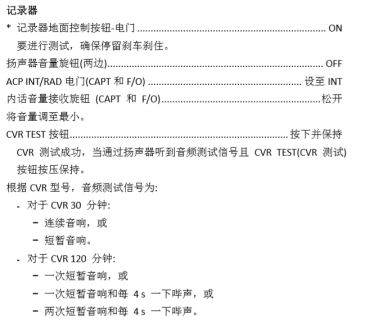 记录器
* 记录器地面控制按钮-电门........................................................ ON
要进行测试，确保停留刹车刹住。
扬声器音量旋钮(两边)................................................................ OFF
ACP INT/RAD 电门(CAPT 和 F/O) ............................................ 设至 INT
内话音量接收旋钮 (CAPT 和 F/O)..............................................松开
将音量调至最小。
CVR TEST 按钮................................................................ 按下并保持
CVR 测试成功，当通过扬声器听到音频测试信号且 CVR TEST(CVR 测试)
按钮按压保持。
根据 CVR 型号，音频测试信号为:
- 对于 CVR 30 分钟:
− 连续音响，或
− 短暂音响。
- 对于 CVR 120 分钟:
− 一次短暂音响，或
− 一次短暂音响和每 4 s 一下哔声，或
− 两次短暂音响和每 4 s 一下哔声。